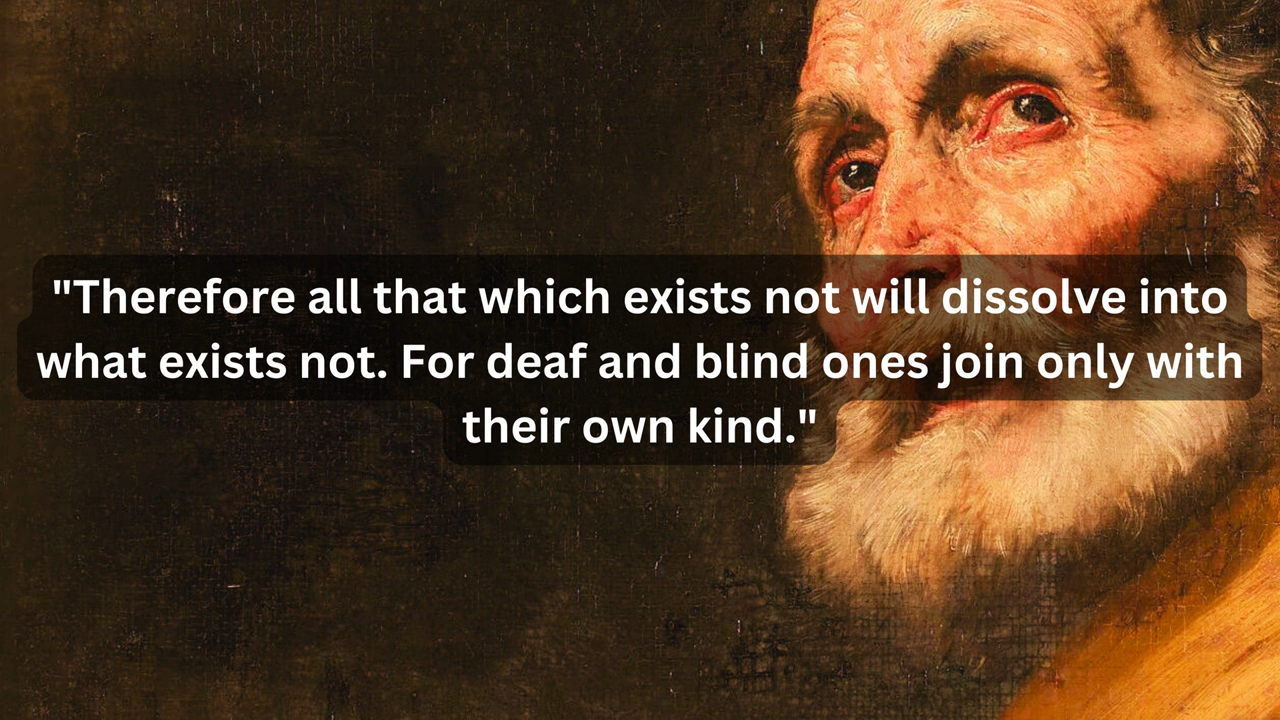 "Therefore all that which exists not will dissolve into
what exists not. For deaf and blind ones join only with
their own kind."